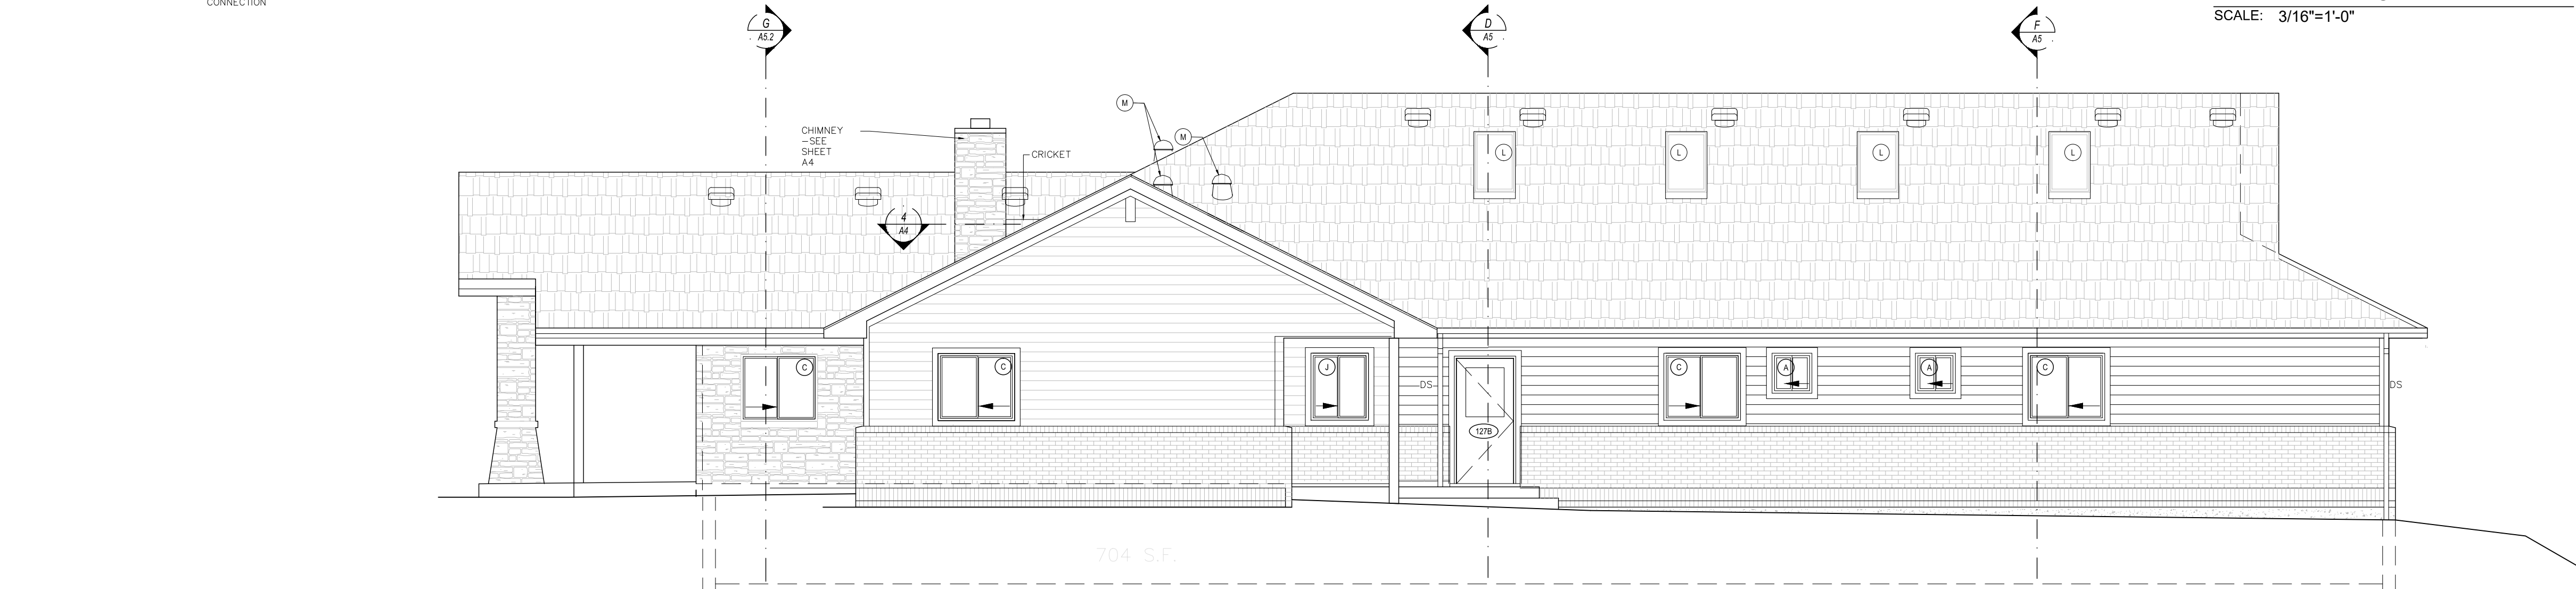 CONNECTION
G
A5.2
D
A5
F
A5
SCALE: 3/16"=1'-0"
M
M
CHIMNEY
–SEE
SHEET
A4
CRICKET
L
L
L
L
4
A4
C
C
J
DS
127B
C
A
A
C
DS
704 S.F.